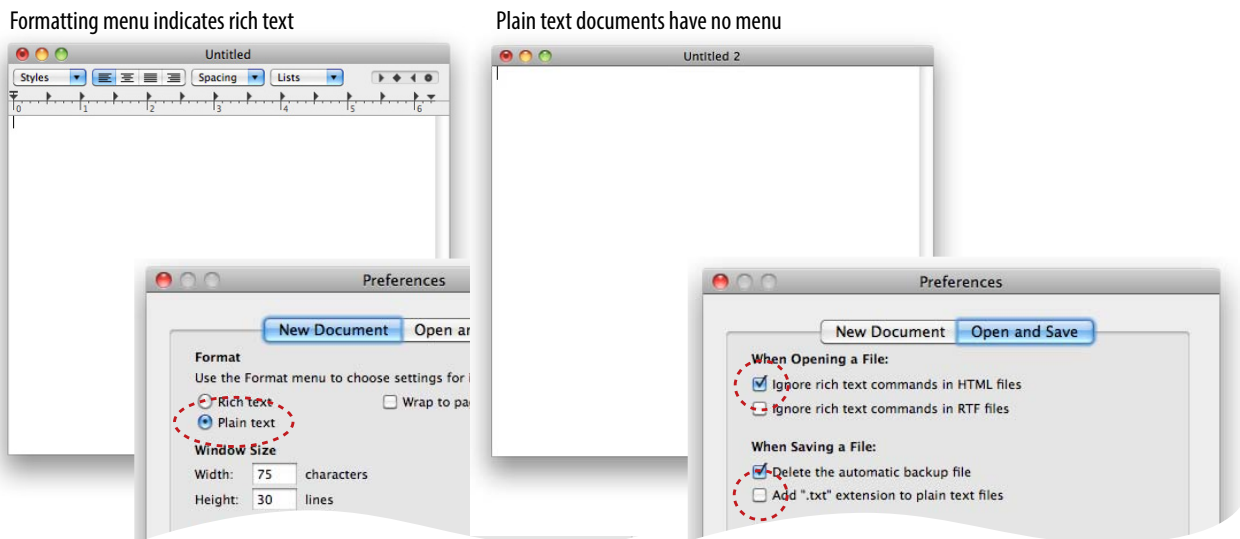 Formatting menu indicates rich text
Untitled
Styles Spacing Lists
0 1 2 3 4 5 6
Preferences
New Document Open an
Format
Use the Format menu to choose settings for i
Rich text Wrap to pa
Plain text
Window Size
Width: 75 characters
Height: 30 lines
Plain text documents have no menu
Untitled 2
Preferences
New Document Open and Save
When Opening a File:
Ignore rich text commands in HTML files
Ignore rich text commands in RTF files
When Saving a File:
Delete the automatic backup file
Add ".txt" extension to plain text files